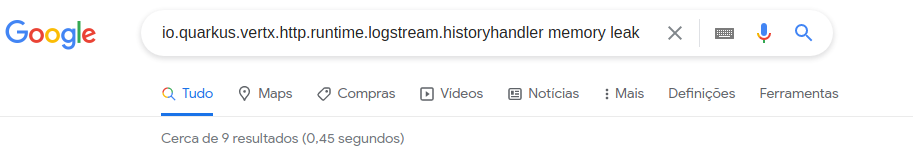 Google io.quarkus.vertx.http.runtime.logstream.historyhandler memory leak
Tudo Maps Compras Vídeos Notícias Mais Definições Ferramentas
Cerca de 9 resultados (0,45 segundos)